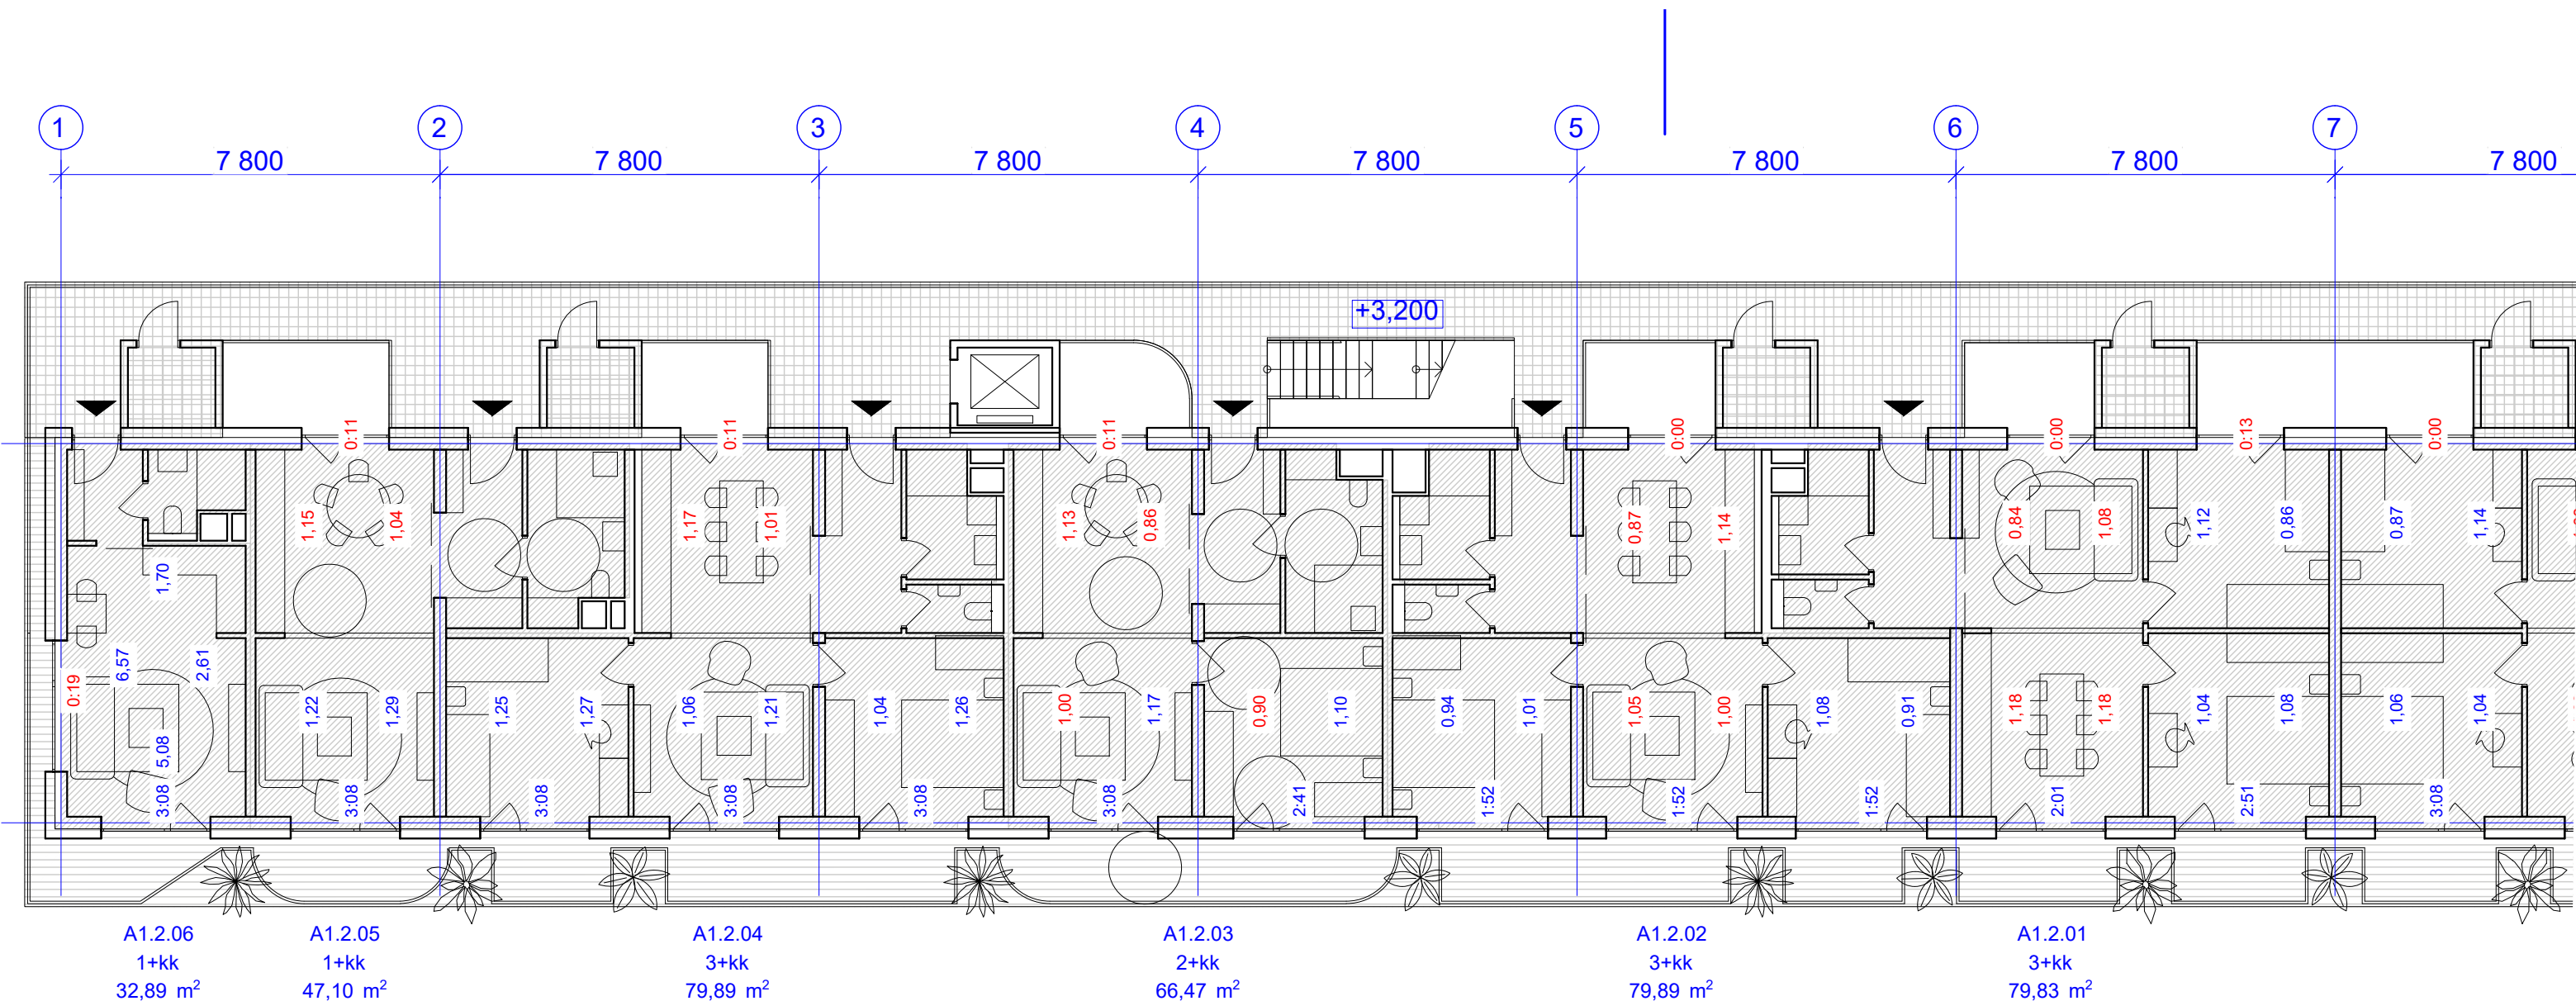 1 2 3 4 5 6 7
7 800 7 800 7 800 7 800 7 800 7 800 7 800
+3,200
0:11 0:11 0:11 0:00 0:00 0:13 0:00
1,15 1,04 1,17 1,01 1,13 0,86 0,87 1,14 0,84 1,08 1,12 0,86 0,87 1,14
1,70
6,57 2,61
0:19 1,22 1,29 1,25 1,27 1,06 1,21 1,04 1,26 1,00 1,17 0,90 1,10 0,94 1,01 1,05 1,00 1,08 0,91 1,18 1,18 1,04 1,08 1,06 1,04
5,08
3:08 3:08 3:08 3:08 3:08 3:08 2:41 1:52 1:52 1:52 2:01 2:51 3:08
A1.2.06 A1.2.05 A1.2.04 A1.2.03 A1.2.02 A1.2.01
1+kk 1+kk 3+kk 2+kk 3+kk 3+kk
32,89 m² 47,10 m² 79,89 m² 66,47 m² 79,89 m² 79,83 m²